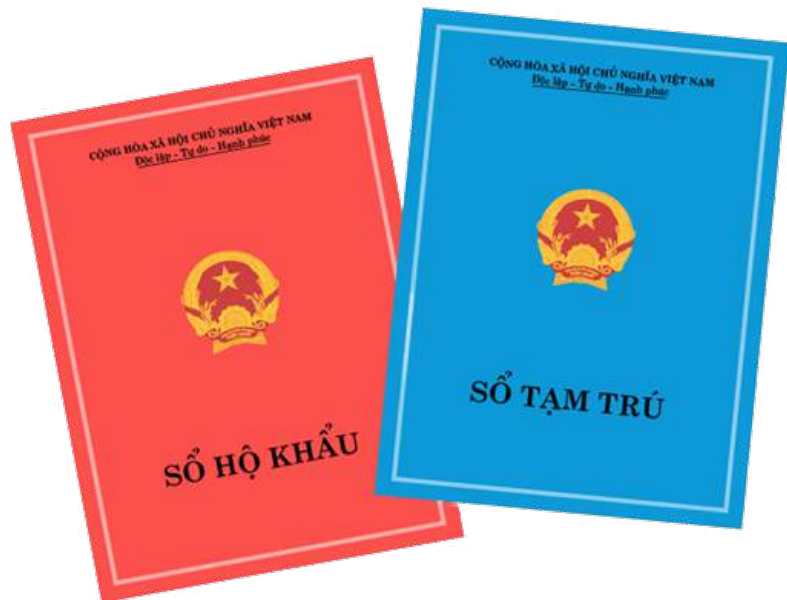 CỘNG HÒA XÃ HỘI CHỦ NGHĨA VIỆT NAM
Độc lập - Tự do - Hạnh phúc
SỔ HỘ KHẨU
CỘNG HÒA XÃ HỘI CHỦ NGHĨA VIỆT NAM
Độc lập - Tự do - Hạnh phúc
SỔ TẠM TRÚ